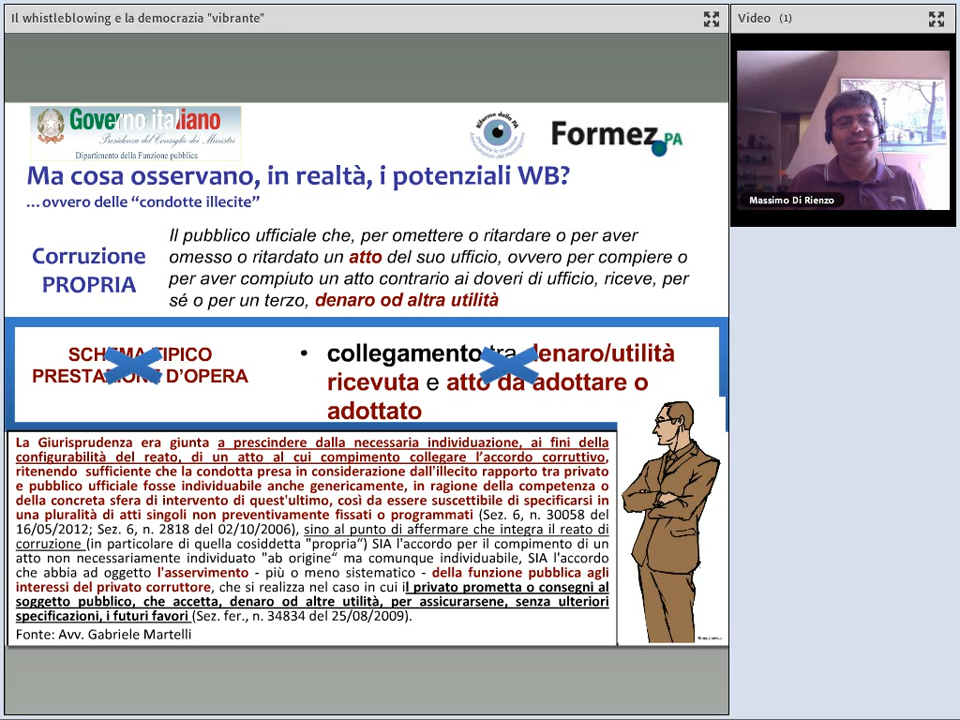 Il whistleblowing e la democrazia "vibrante"
Video (1)
Massimo Di Rienzo
Governo italiano
Presidenza del Consiglio dei Ministri
Dipartimento della Funzione pubblica
Riforme della PA
Formez PA
Ma cosa osservano, in realtà, i potenziali WB?
...ovvero delle “condotte illecite”
Corruzione
PROPRIA
Il pubblico ufficiale che, per omettere o ritardare o per aver
omesso o ritardato un atto del suo ufficio, ovvero per compiere o
per aver compiuto un atto contrario ai doveri di ufficio, riceve, per
sé o per un terzo, denaro od altra utilità
SCHEMA TIPICO
PRESTAZIONE D’OPERA
• collegamento tra denaro/utilità
ricevuta e atto da adottare o
adottato
La Giurisprudenza era giunta a prescindere dalla necessaria individuazione, ai fini della
configurabilità del reato, di un atto al cui compimento collegare l’accordo corruttivo,
ritenendo sufficiente che la condotta presa in considerazione dall'illecito rapporto tra privato
e pubblico ufficiale fosse individuabile anche genericamente, in ragione della competenza o
della concreta sfera di intervento di quest'ultimo, così da essere suscettibile di specificarsi in
una pluralità di atti singoli non preventivamente fissati o programmati (Sez. 6, n. 30058 del
16/05/2012; Sez. 6, n. 2818 del 02/10/2006), sino al punto di affermare che integra il reato di
corruzione (in particolare di quella cosiddetta "propria“) SIA l'accordo per il compimento di un
atto non necessariamente individuato "ab origine“ ma comunque individuabile, SIA l'accordo
che abbia ad oggetto l'asservimento - più o meno sistematico - della funzione pubblica agli
interessi del privato corruttore, che si realizza nel caso in cui il privato prometta o consegni al
soggetto pubblico, che accetta, denaro od altre utilità, per assicurarsene, senza ulteriori
specificazioni, i futuri favori (Sez. fer., n. 34834 del 25/08/2009).
Fonte: Avv. Gabriele Martelli